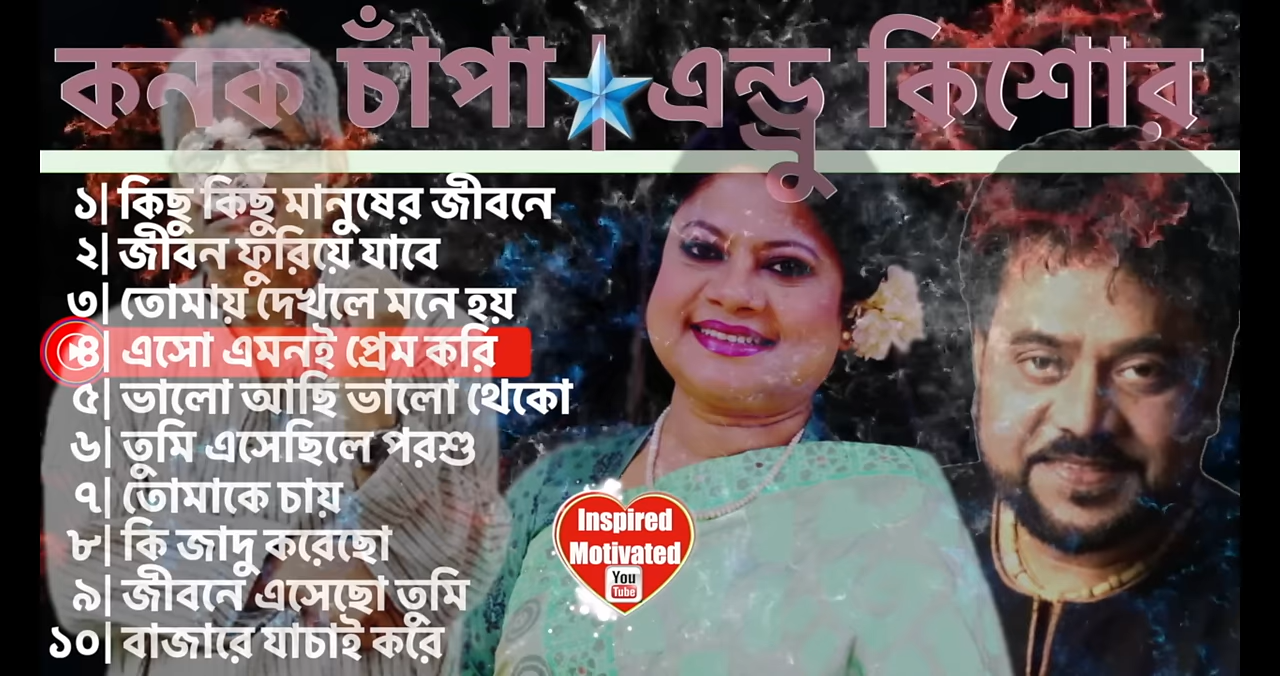 কনক চাঁপা | এন্ড্রু কিশোর
১| কিছু কিছু মানুষের জীবনে
২| জীবন ফুরিয়ে যাবে
৩| তোমায় দেখলে মনে হয়
৪| এসো এমনই প্রেম করি
৫| ভালো আছি ভালো থেকো
৬| তুমি এসেছিলে পরশু
৭| তোমাকে চায়
৮| কি জাদু করেছো
৯| জীবনে এসেছো তুমি
১০| বাজারে যাচাই করে
Inspired
Motivated
You
Tube